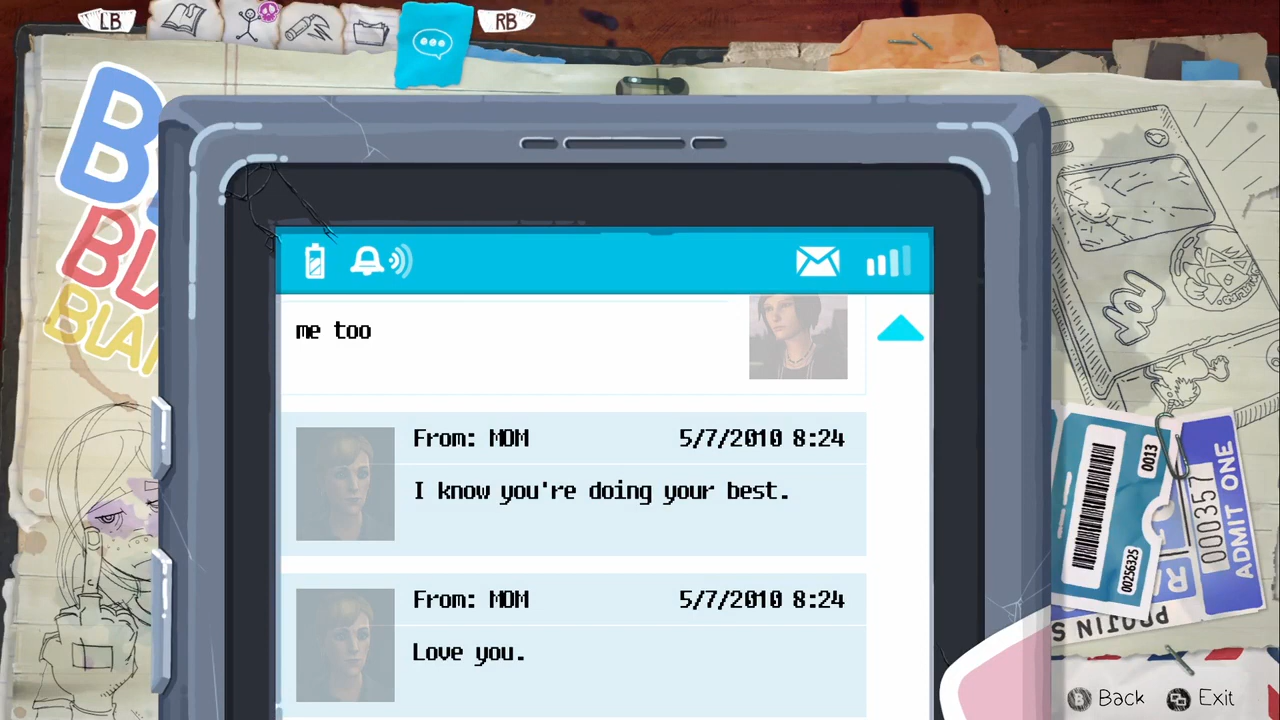 LB
RB
me too
From: MOM 5/7/2010 8:24
I know you're doing your best.
From: MOM 5/7/2010 8:24
Love you.
0013
00256325
000357
ADMIT ONE
Back
Exit